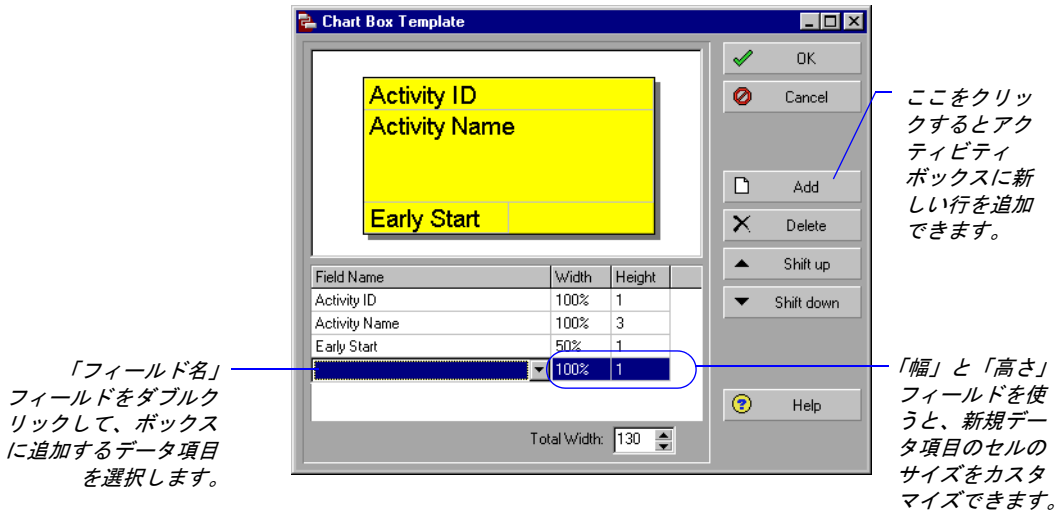 Chart Box Template
Activity ID
Activity Name
Early Start
OK
Cancel
Add
Delete
Shift up
Shift down
Help
Field Name Width Height
Activity ID 100% 1
Activity Name 100% 3
Early Start 50% 1
100% 1
Total Width: 130
ここをクリッ
クするとアク
ティビティ
ボックスに新
しい行を追加
できます。
「フィールド名」
フィールドをダブルク
リックして、ボックス
に追加するデータ項目
を選択します。
「幅」と「高さ」
フィールドを使
うと、新規デー
タ項目のセルの
サイズをカスタ
マイズできます。